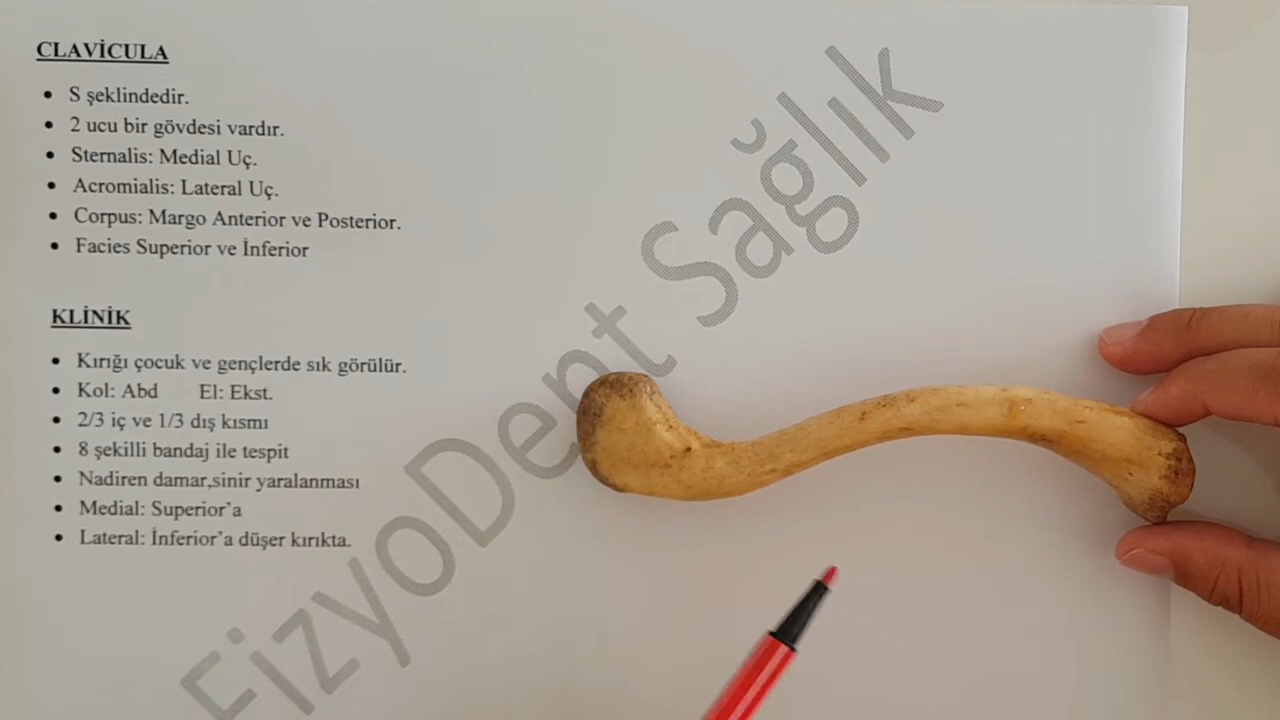 CLAVİCULA
• S şeklindedir.
• 2 ucu bir gövdesi vardır.
• Sternalis: Medial Uç.
• Acromialis: Lateral Uç.
• Corpus: Margo Anterior ve Posterior.
• Facies Superior ve İnferior
KLİNİK
• Kırığı çocuk ve gençlerde sık görülür.
• Kol: Abd El: Ekst.
• 2/3 iç ve 1/3 dış kısmı
• 8 şekilli bandaj ile tespit
• Nadiren damar,sinir yaralanması
• Medial: Superior’a
• Lateral: İnferior’a düşer kırıkta.
FizyoDent Sağlık